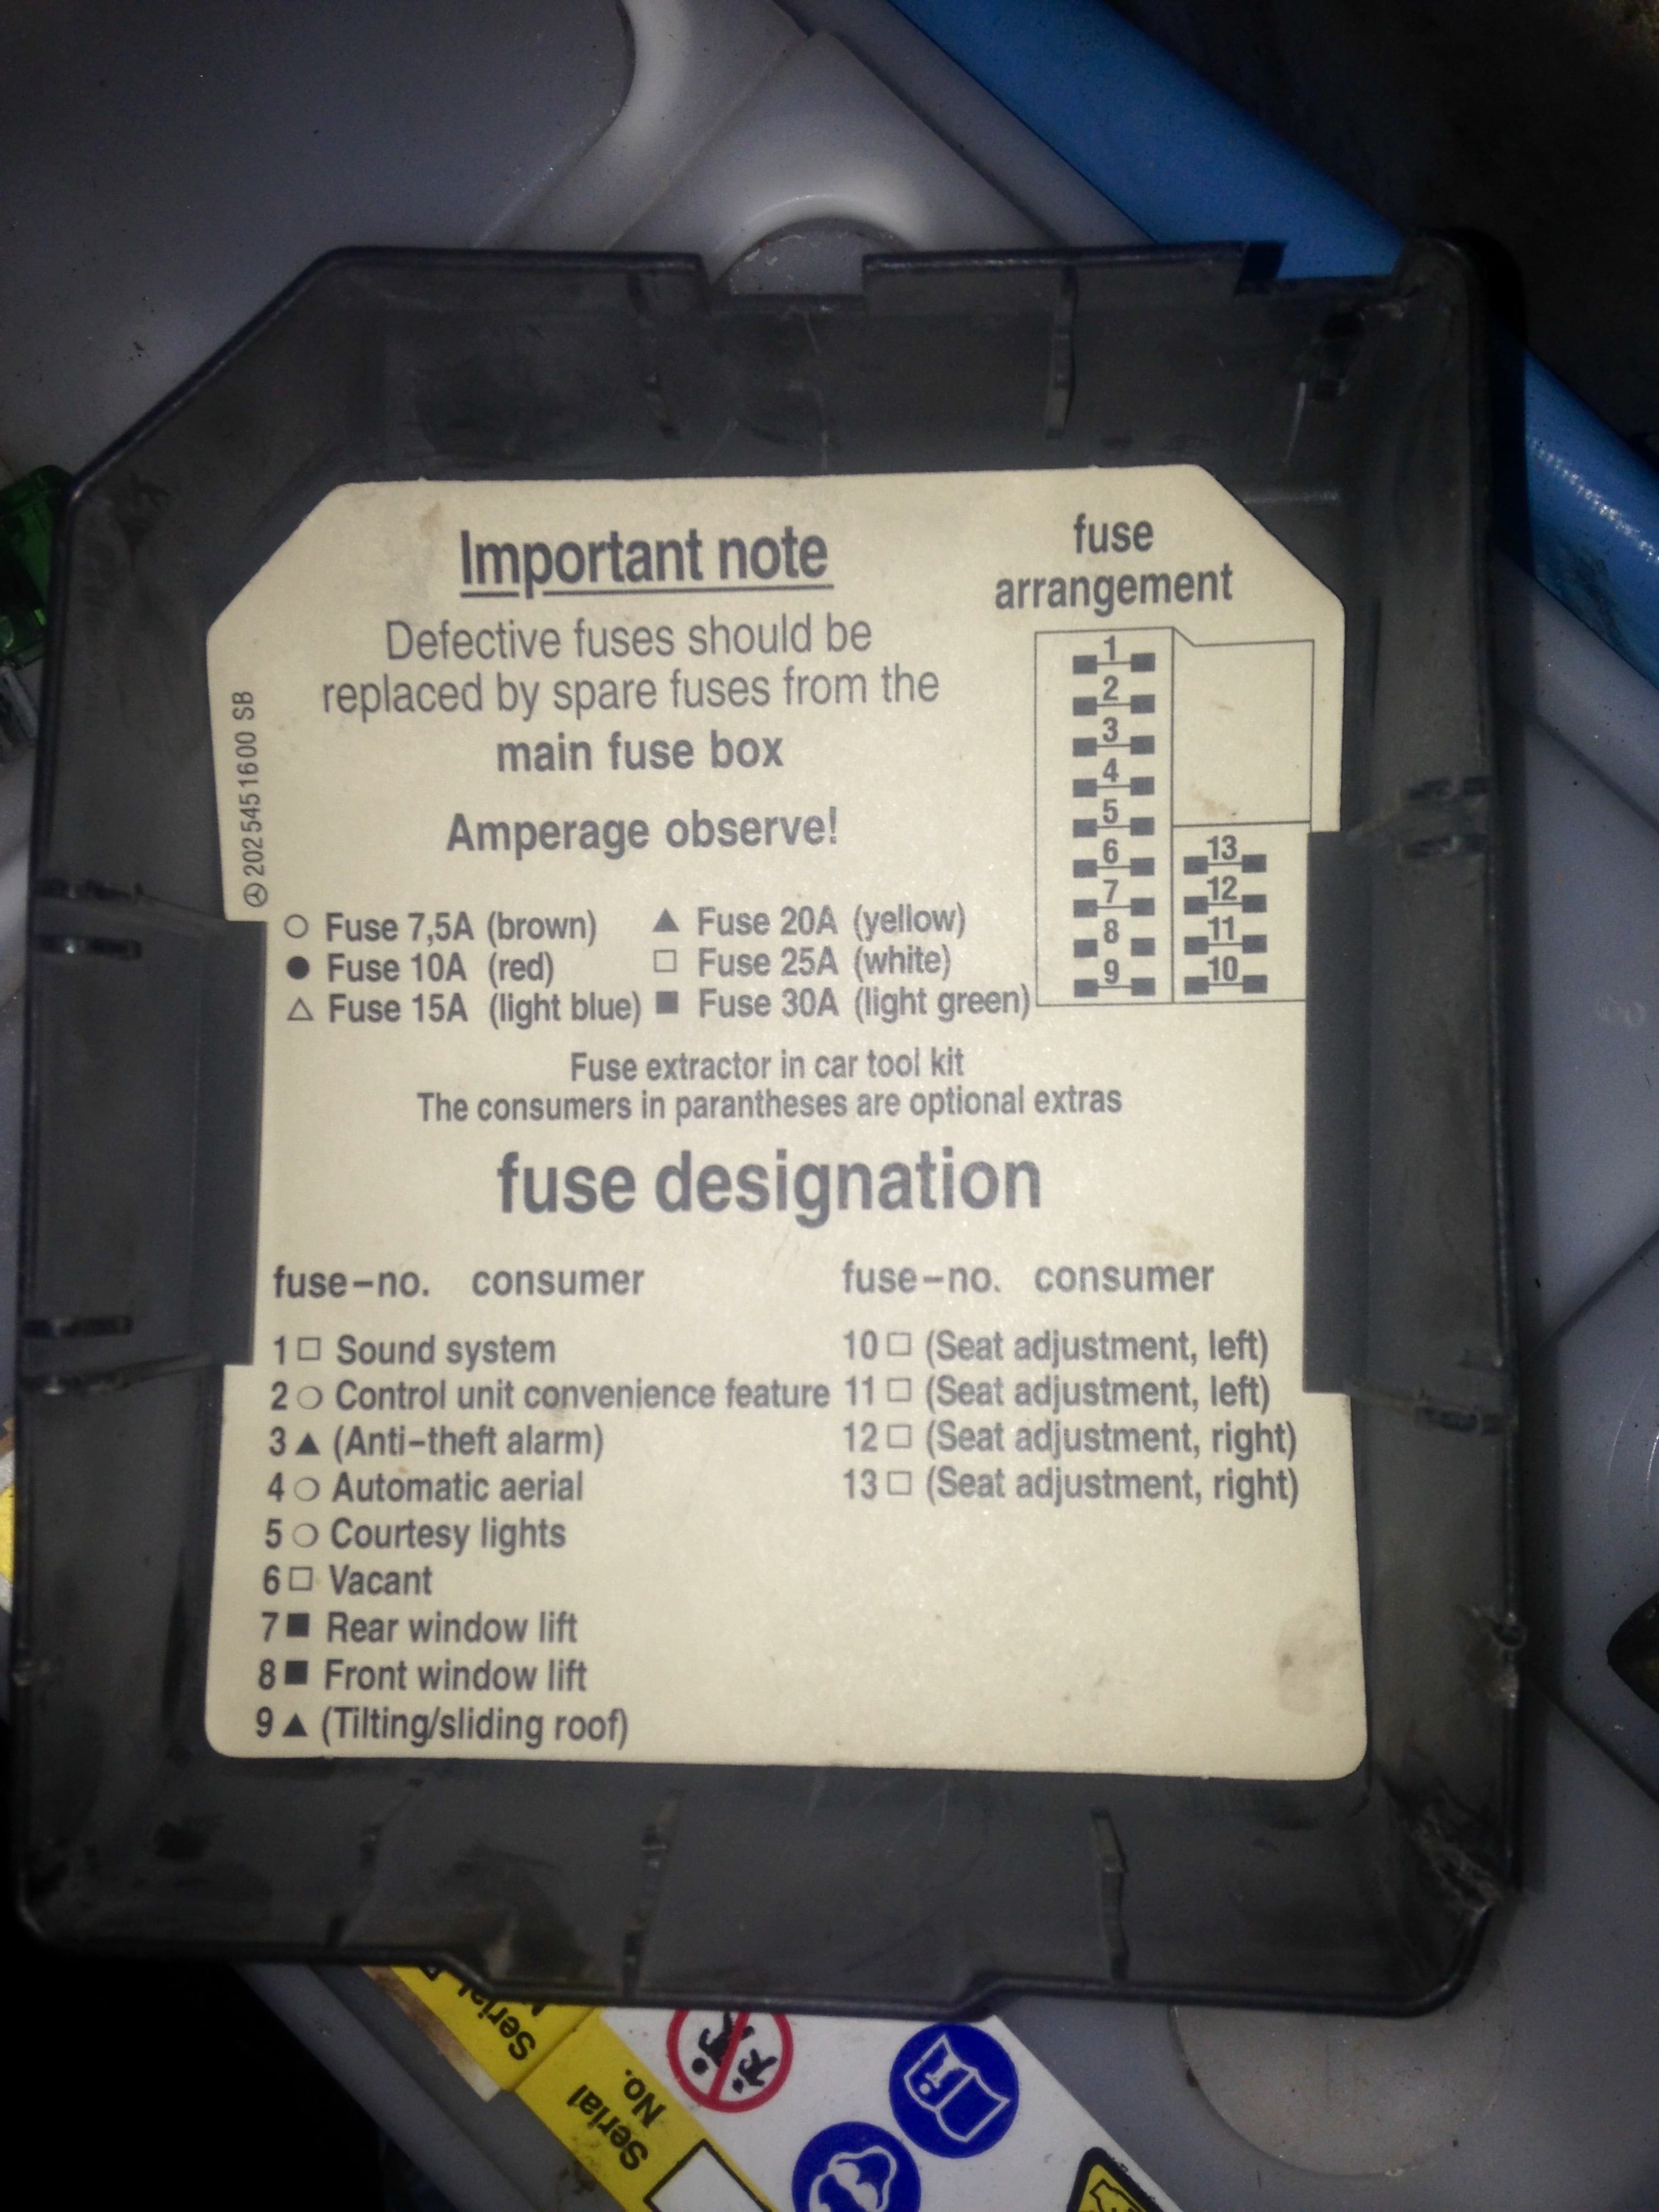 Important note
Defective fuses should be
replaced by spare fuses from the
main fuse box
Amperage observe!
202 545 16 00 SB
fuse
arrangement
1
2
3
4
5
6
7
8
9
13
12
11
10
○ Fuse 7,5A (brown) ▲ Fuse 20A (yellow)
● Fuse 10A (red) □ Fuse 25A (white)
△ Fuse 15A (light blue) ■ Fuse 30A (light green)
Fuse extractor in car tool kit
The consumers in parantheses are optional extras
fuse designation
fuse-no. consumer
1 □ Sound system
2 ○ Control unit convenience feature
3 ▲ (Anti-theft alarm)
4 ○ Automatic aerial
5 ○ Courtesy lights
6 □ Vacant
7 ■ Rear window lift
8 ■ Front window lift
9 ▲ (Tilting/sliding roof)
fuse-no. consumer
10 □ (Seat adjustment, left)
11 □ (Seat adjustment, left)
12 □ (Seat adjustment, right)
13 □ (Seat adjustment, right)
Serial
Serial
No.